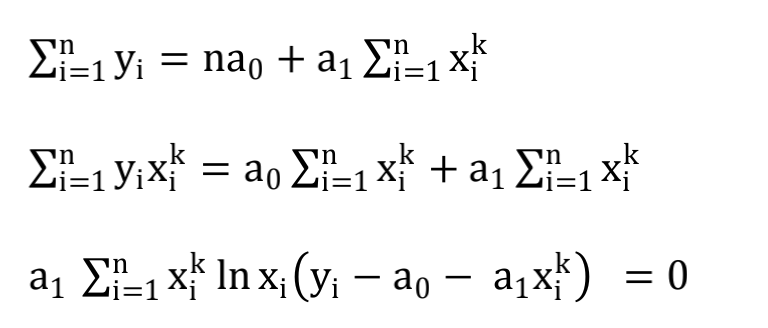 ∑ⁿᵢ₌₁ yᵢ = na₀ + a₁ ∑ⁿᵢ₌₁ xᵢᵏ
∑ⁿᵢ₌₁ yᵢxᵢᵏ = a₀ ∑ⁿᵢ₌₁ xᵢᵏ + a₁ ∑ⁿᵢ₌₁ xᵢᵏ
a₁ ∑ⁿᵢ₌₁ xᵢᵏ ln xᵢ(yᵢ − a₀ − a₁xᵢᵏ) = 0